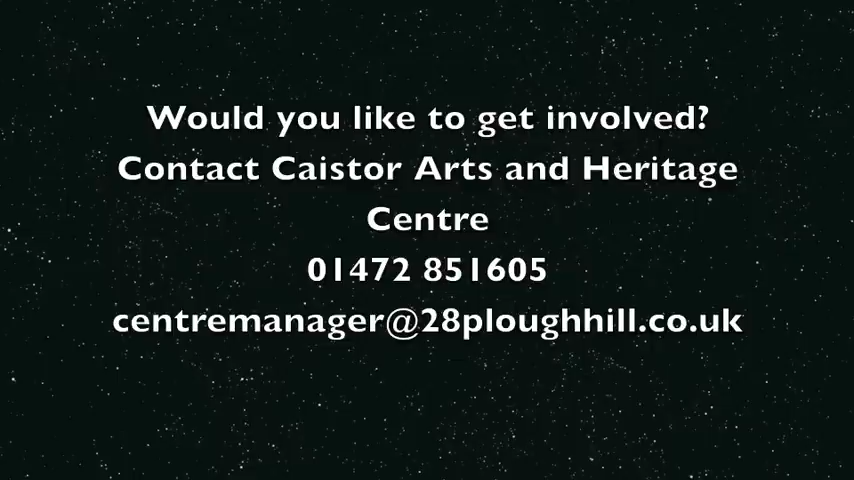 Would you like to get involved?
Contact Caistor Arts and Heritage
Centre
01472 851605
centremanager@28ploughhill.co.uk